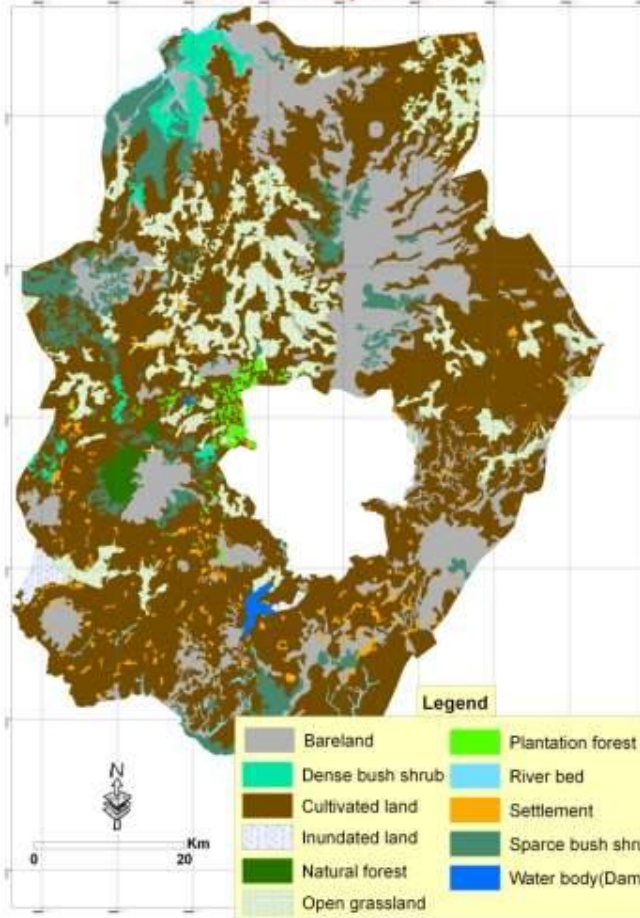 Legend
Bareland
Dense bush shrub
Cultivated land
Inundated land
Natural forest
Open grassland
Plantation forest
River bed
Settlement
Sparce bush shru
Water body(Dam
N
Km
0 20